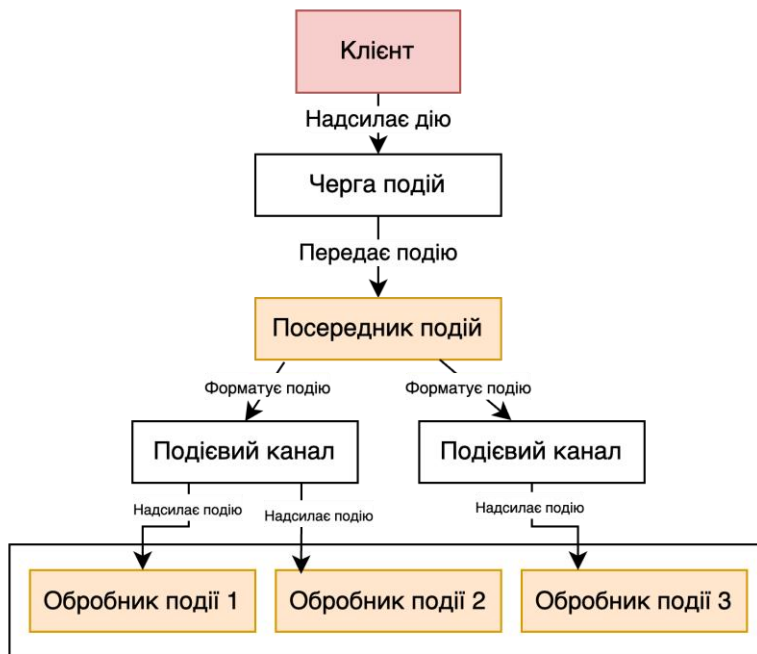 Клієнт
Надсилає дію
Черга подій
Передає подію
Посередник подій
Форматує подію
Форматує подію
Подієвий канал
Подієвий канал
Надсилає подію
Надсилає подію
Надсилає подію
Обробник події 1
Обробник події 2
Обробник події 3